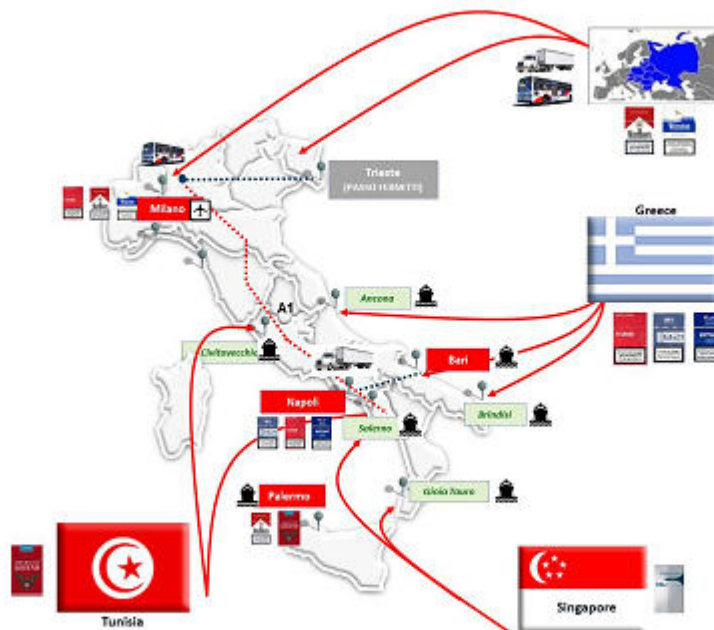 Trieste
(PASSO FERNETTI)
Milano
Greece
Ancona
A1
Civitavecchia
Bari
Napoli
Salerno
Brindisi
Palermo
Gioia Tauro
Tunisia
Singapore